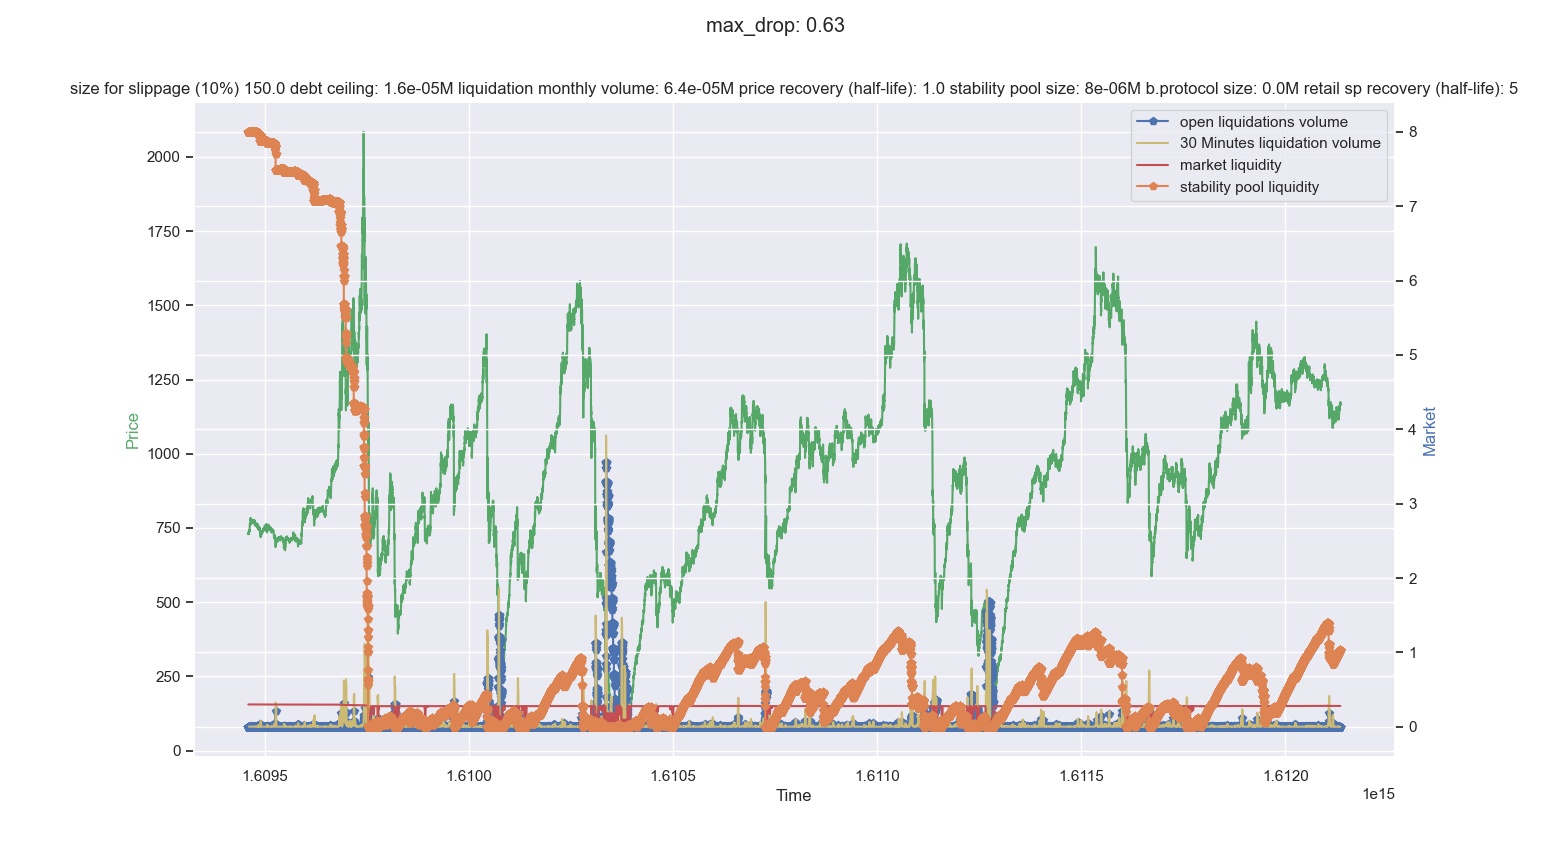 max_drop: 0.63
size for slippage (10%) 150.0 debt ceiling: 1.6e-05M liquidation monthly volume: 6.4e-05M price recovery (half-life): 1.0 stability pool size: 8e-06M b.protocol size: 0.0M retail sp recovery (half-life): 5
open liquidations volume
30 Minutes liquidation volume
market liquidity
stability pool liquidity
2000
1750
1500
1250
1000
750
500
250
0
Price
8
7
6
5
4
3
2
1
0
Market
1.6095 1.6100 1.6105 1.6110 1.6115 1.6120
Time
1e15